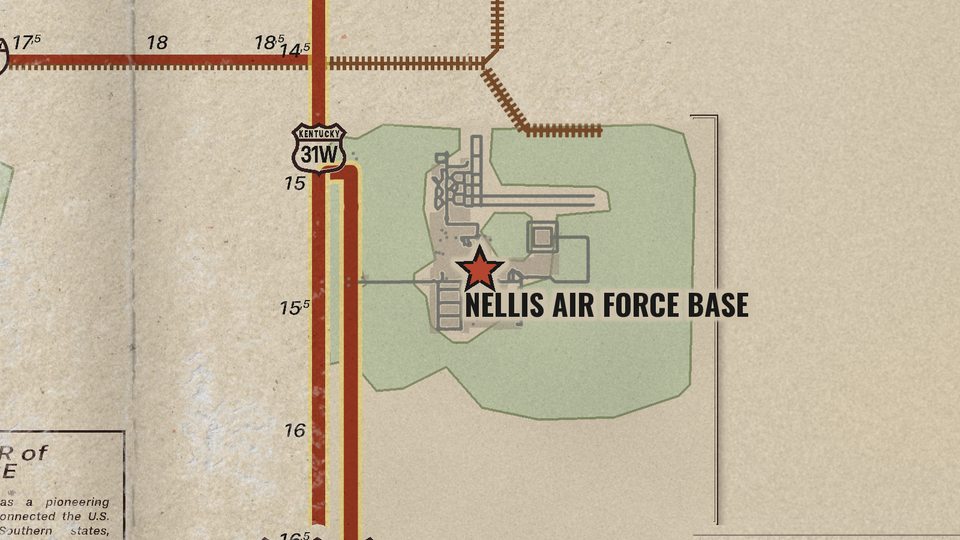 17,5
18
18,5
14,5
KENTUCKY
31W
15
NELLIS AIR FORCE BASE
15,5
16
R of
E
as a pioneering
onnected the U.S.
Southern states,
16,5